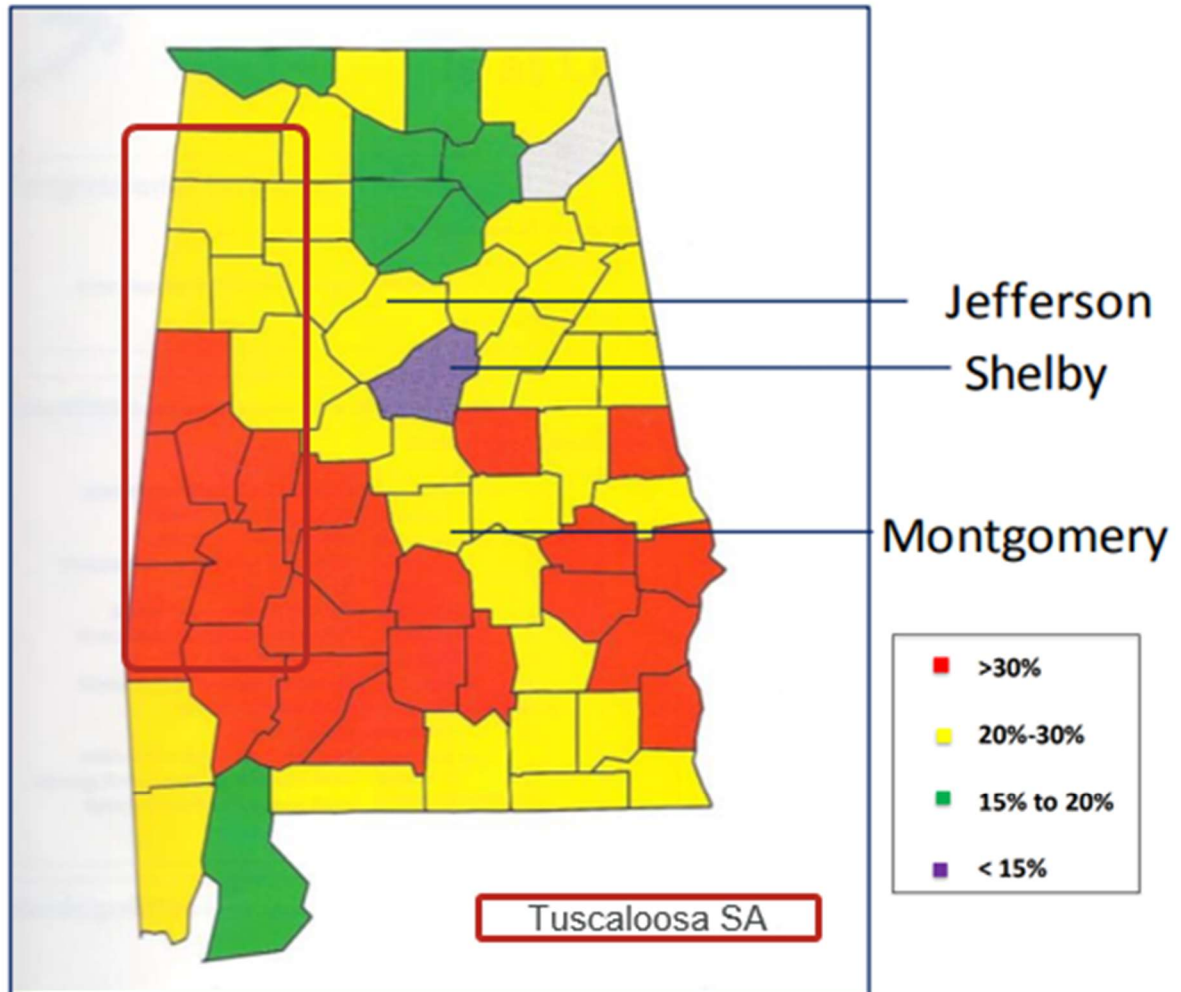 Jefferson
Shelby
Montgomery
>30%
20%-30%
15% to 20%
< 15%
Tuscaloosa SA